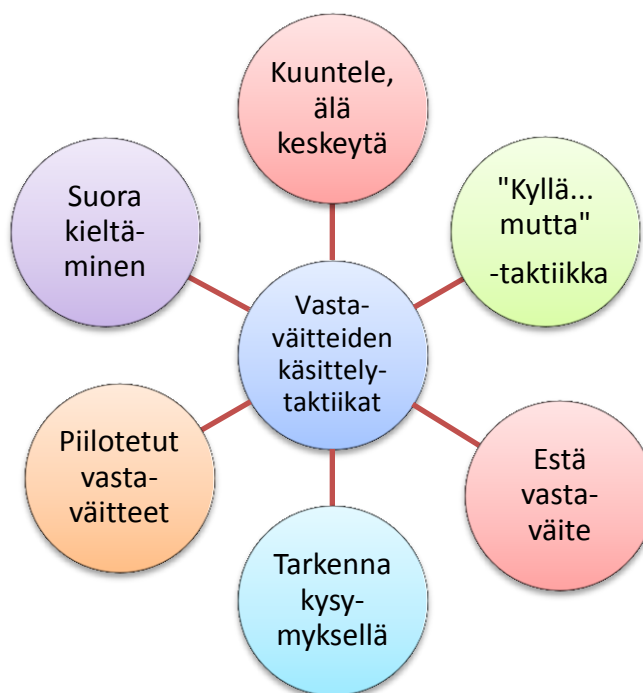 Kuuntele,
älä
keskeytä
"Kyllä...
mutta"
-taktiikka
Estä
vasta-
väite
Tarkenna
kysy-
myksellä
Piilotetut
vasta-
väitteet
Suora
kieltä-
minen
Vasta-
väitteiden
käsittely-
taktiikat